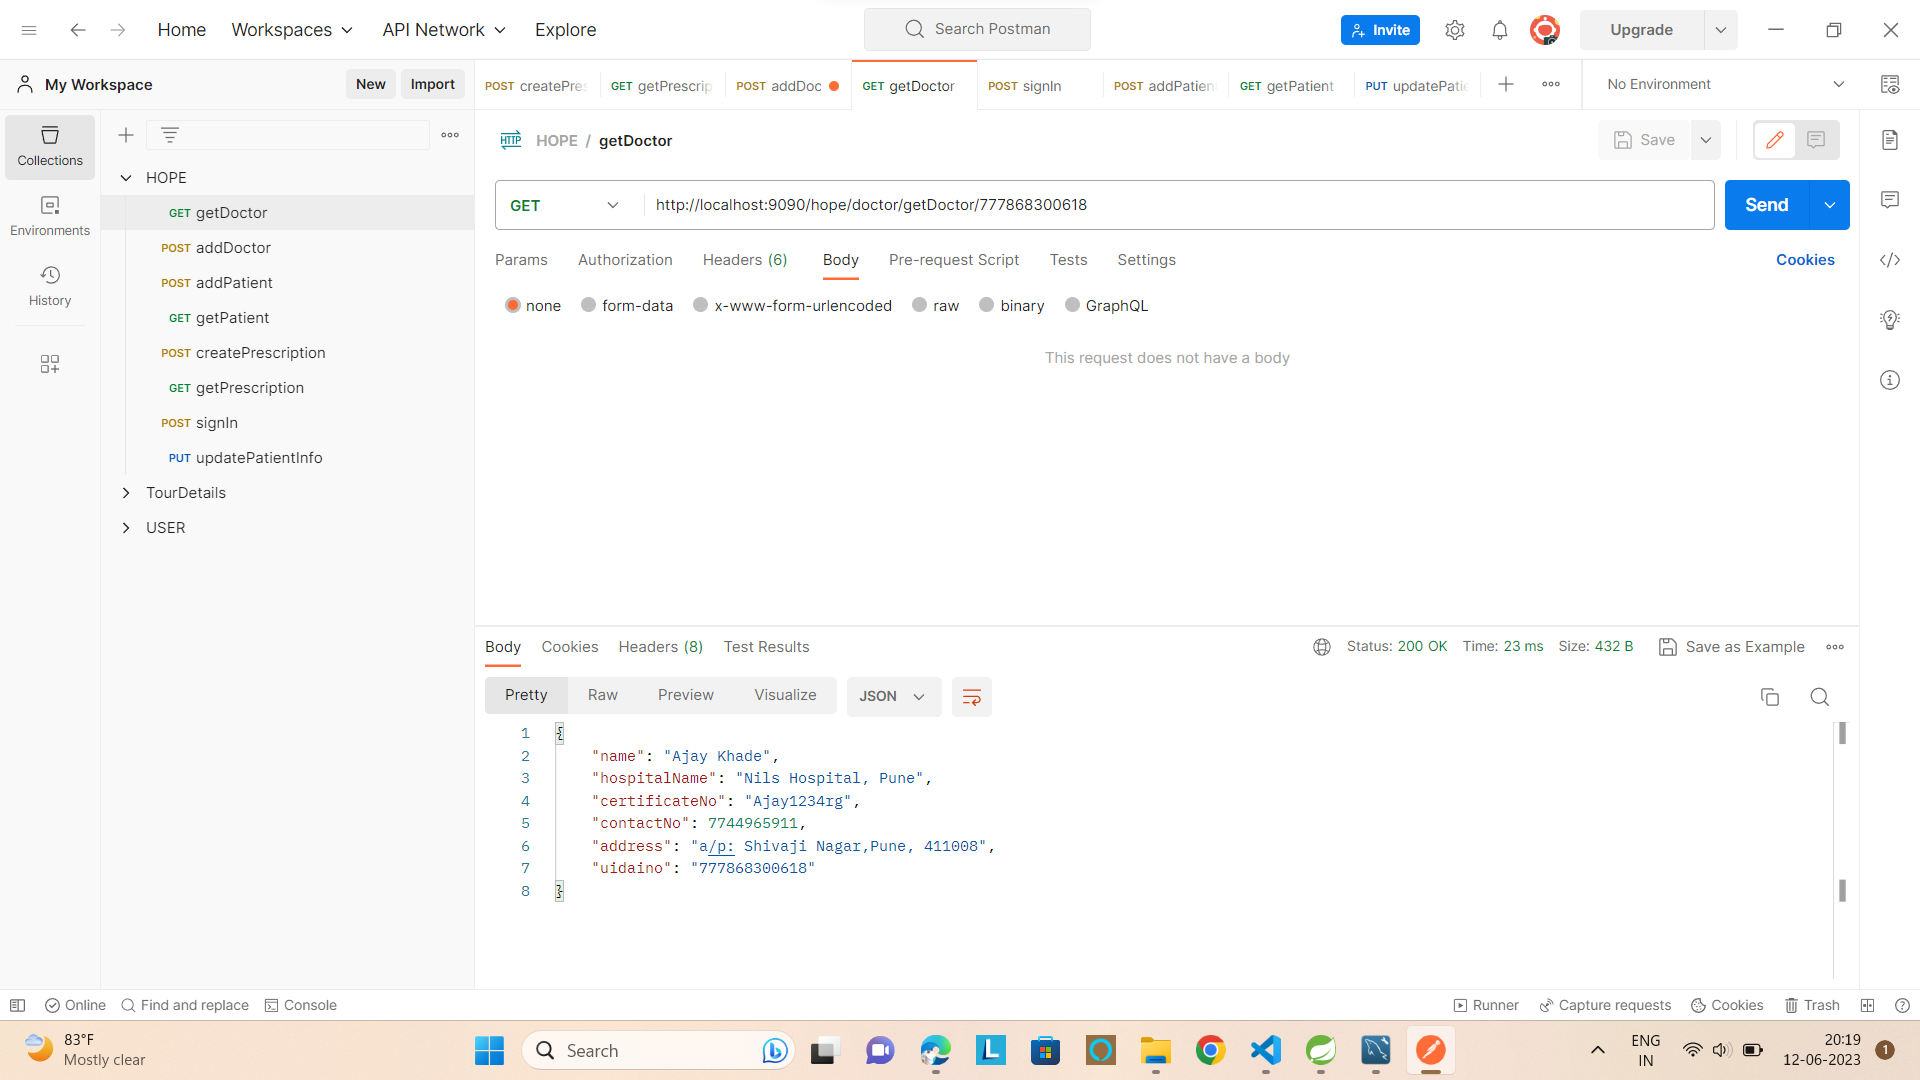 Home Workspaces API Network Explore Search Postman Invite Upgrade
My Workspace New Import
POST createPres GET getPrescrip POST addDoc GET getDoctor POST signIn POST addPatien GET getPatient PUT updatePatie No Environment
Collections
Environments
History
HOPE
GET getDoctor
POST addDoctor
POST addPatient
GET getPatient
POST createPrescription
GET getPrescription
POST signIn
PUT updatePatientInfo
TourDetails
USER
HTTP HOPE / getDoctor Save
GET http://localhost:9090/hope/doctor/getDoctor/777868300618 Send
Params Authorization Headers (6) Body Pre-request Script Tests Settings Cookies
none form-data x-www-form-urlencoded raw binary GraphQL
This request does not have a body
Body Cookies Headers (8) Test Results Status: 200 OK Time: 23 ms Size: 432 B Save as Example
Pretty Raw Preview Visualize JSON
1 {
2 "name": "Ajay Khade",
3 "hospitalName": "Nils Hospital, Pune",
4 "certificateNo": "Ajay1234rg",
5 "contactNo": 7744965911,
6 "address": "a/p: Shivaji Nagar,Pune, 411008",
7 "uidaino": "777868300618"
8 }
Online Find and replace Console Runner Capture requests Cookies Trash
83°F
Mostly clear
Search
L
ENG
IN
20:19
12-06-2023
1